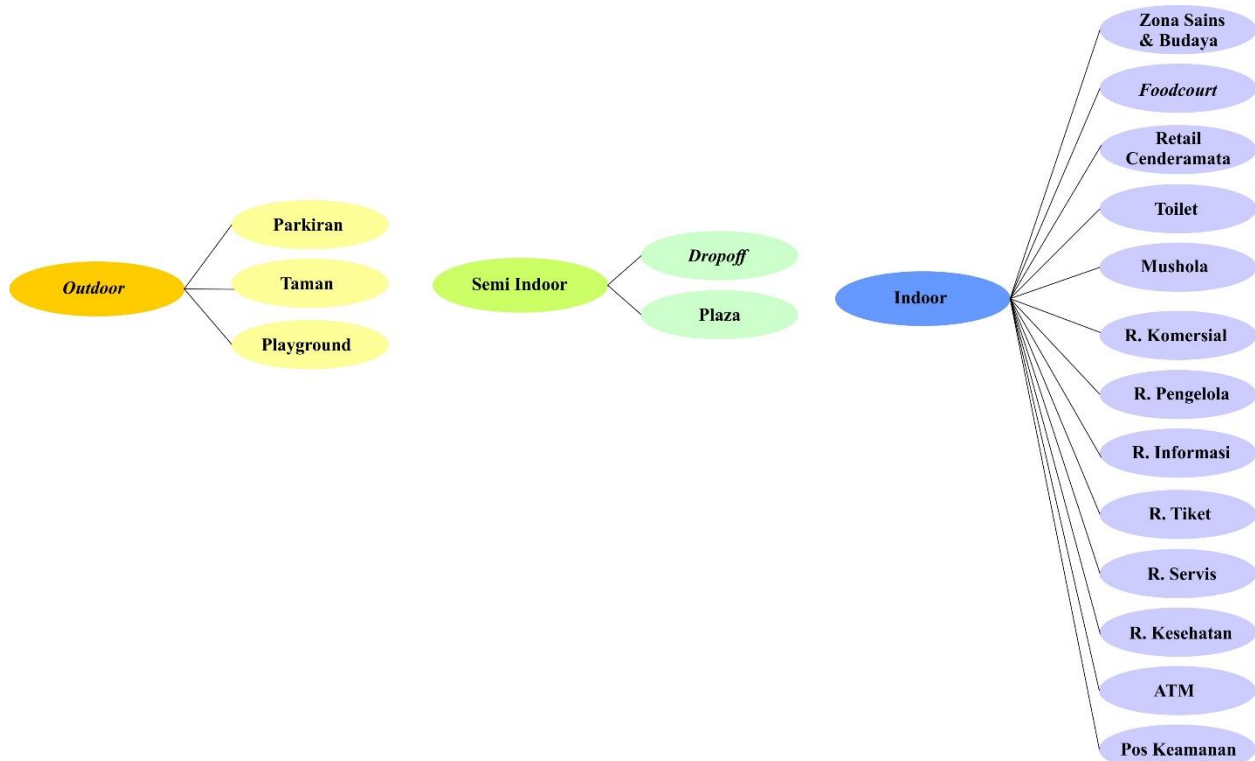 Outdoor
Parkiran
Taman
Playground
Semi Indoor
Dropoff
Plaza
Indoor
Zona Sains
& Budaya
Foodcourt
Retail
Cenderamata
Toilet
Mushola
R. Komersial
R. Pengelola
R. Informasi
R. Tiket
R. Servis
R. Kesehatan
ATM
Pos Keamanan